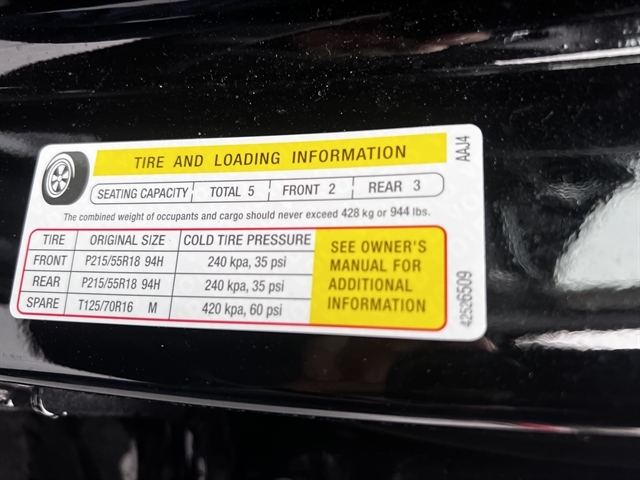 TIRE AND LOADING INFORMATION
SEATING CAPACITY TOTAL 5 FRONT 2 REAR 3
The combined weight of occupants and cargo should never exceed 428 kg or 944 lbs.
TIRE ORIGINAL SIZE COLD TIRE PRESSURE
FRONT P215/55R18 94H 240 kpa, 35 psi
REAR P215/55R18 94H 240 kpa, 35 psi
SPARE T125/70R16 M 420 kpa, 60 psi
SEE OWNER'S
MANUAL FOR
ADDITIONAL
INFORMATION
AAJ4
42526509